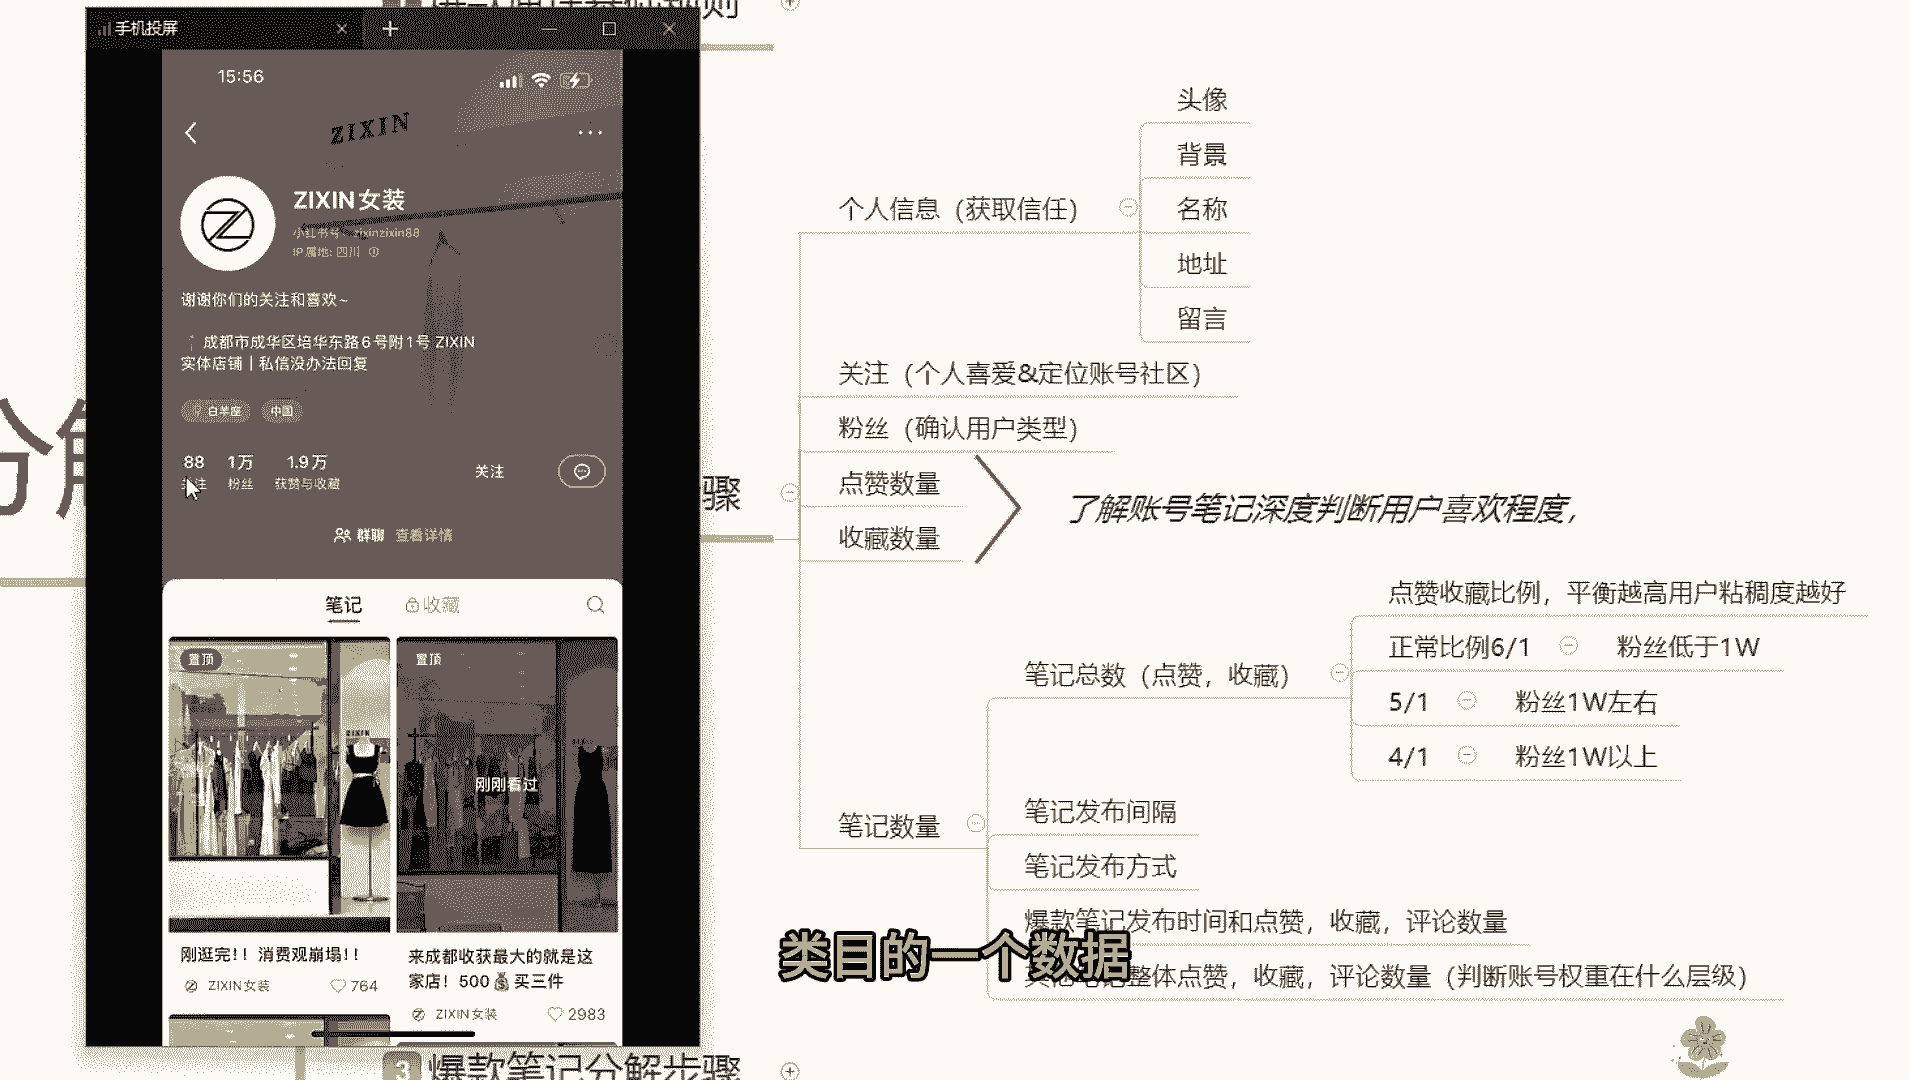 手机投屏
15:56
ZIXIN
ZIXIN女装
小红书号: zixinzixin88
IP属地: 四川
谢谢你们的关注和喜欢~
成都市成华区培华东路6号附1号 ZIXIN
实体店铺｜私信没办法回复
白羊座
中国
88
1万
1.9万
粉丝
获赞与收藏
关注
群聊 查看详情
笔记
收藏
置顶
ZIXIN
刚逛完!! 消费观崩塌!!
ZIXIN女装
764
置顶
刚刚看过
来成都收获最大的就是这
家店! 500💰买三件
ZIXIN女装
2983
骤
个人信息（获取信任）
头像
背景
名称
地址
留言
关注（个人喜爱&定位账号社区）
粉丝（确认用户类型）
点赞数量
收藏数量
了解账号笔记深度判断用户喜欢程度，
笔记数量
笔记总数（点赞，收藏）
点赞收藏比例，平衡越高用户粘稠度越好
正常比例6/1
粉丝低于1W
5/1
粉丝1W左右
4/1
粉丝1W以上
笔记发布间隔
笔记发布方式
爆款笔记发布时间和点赞，收藏，评论数量
整体点赞，收藏，评论数量（判断账号权重在什么层级）
类目的一个数据
3 爆款笔记分解步骤